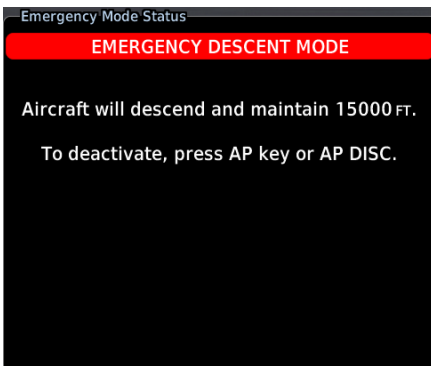 Emergency Mode Status
EMERGENCY DESCENT MODE
Aircraft will descend and maintain 15000 FT.
To deactivate, press AP key or AP DISC.